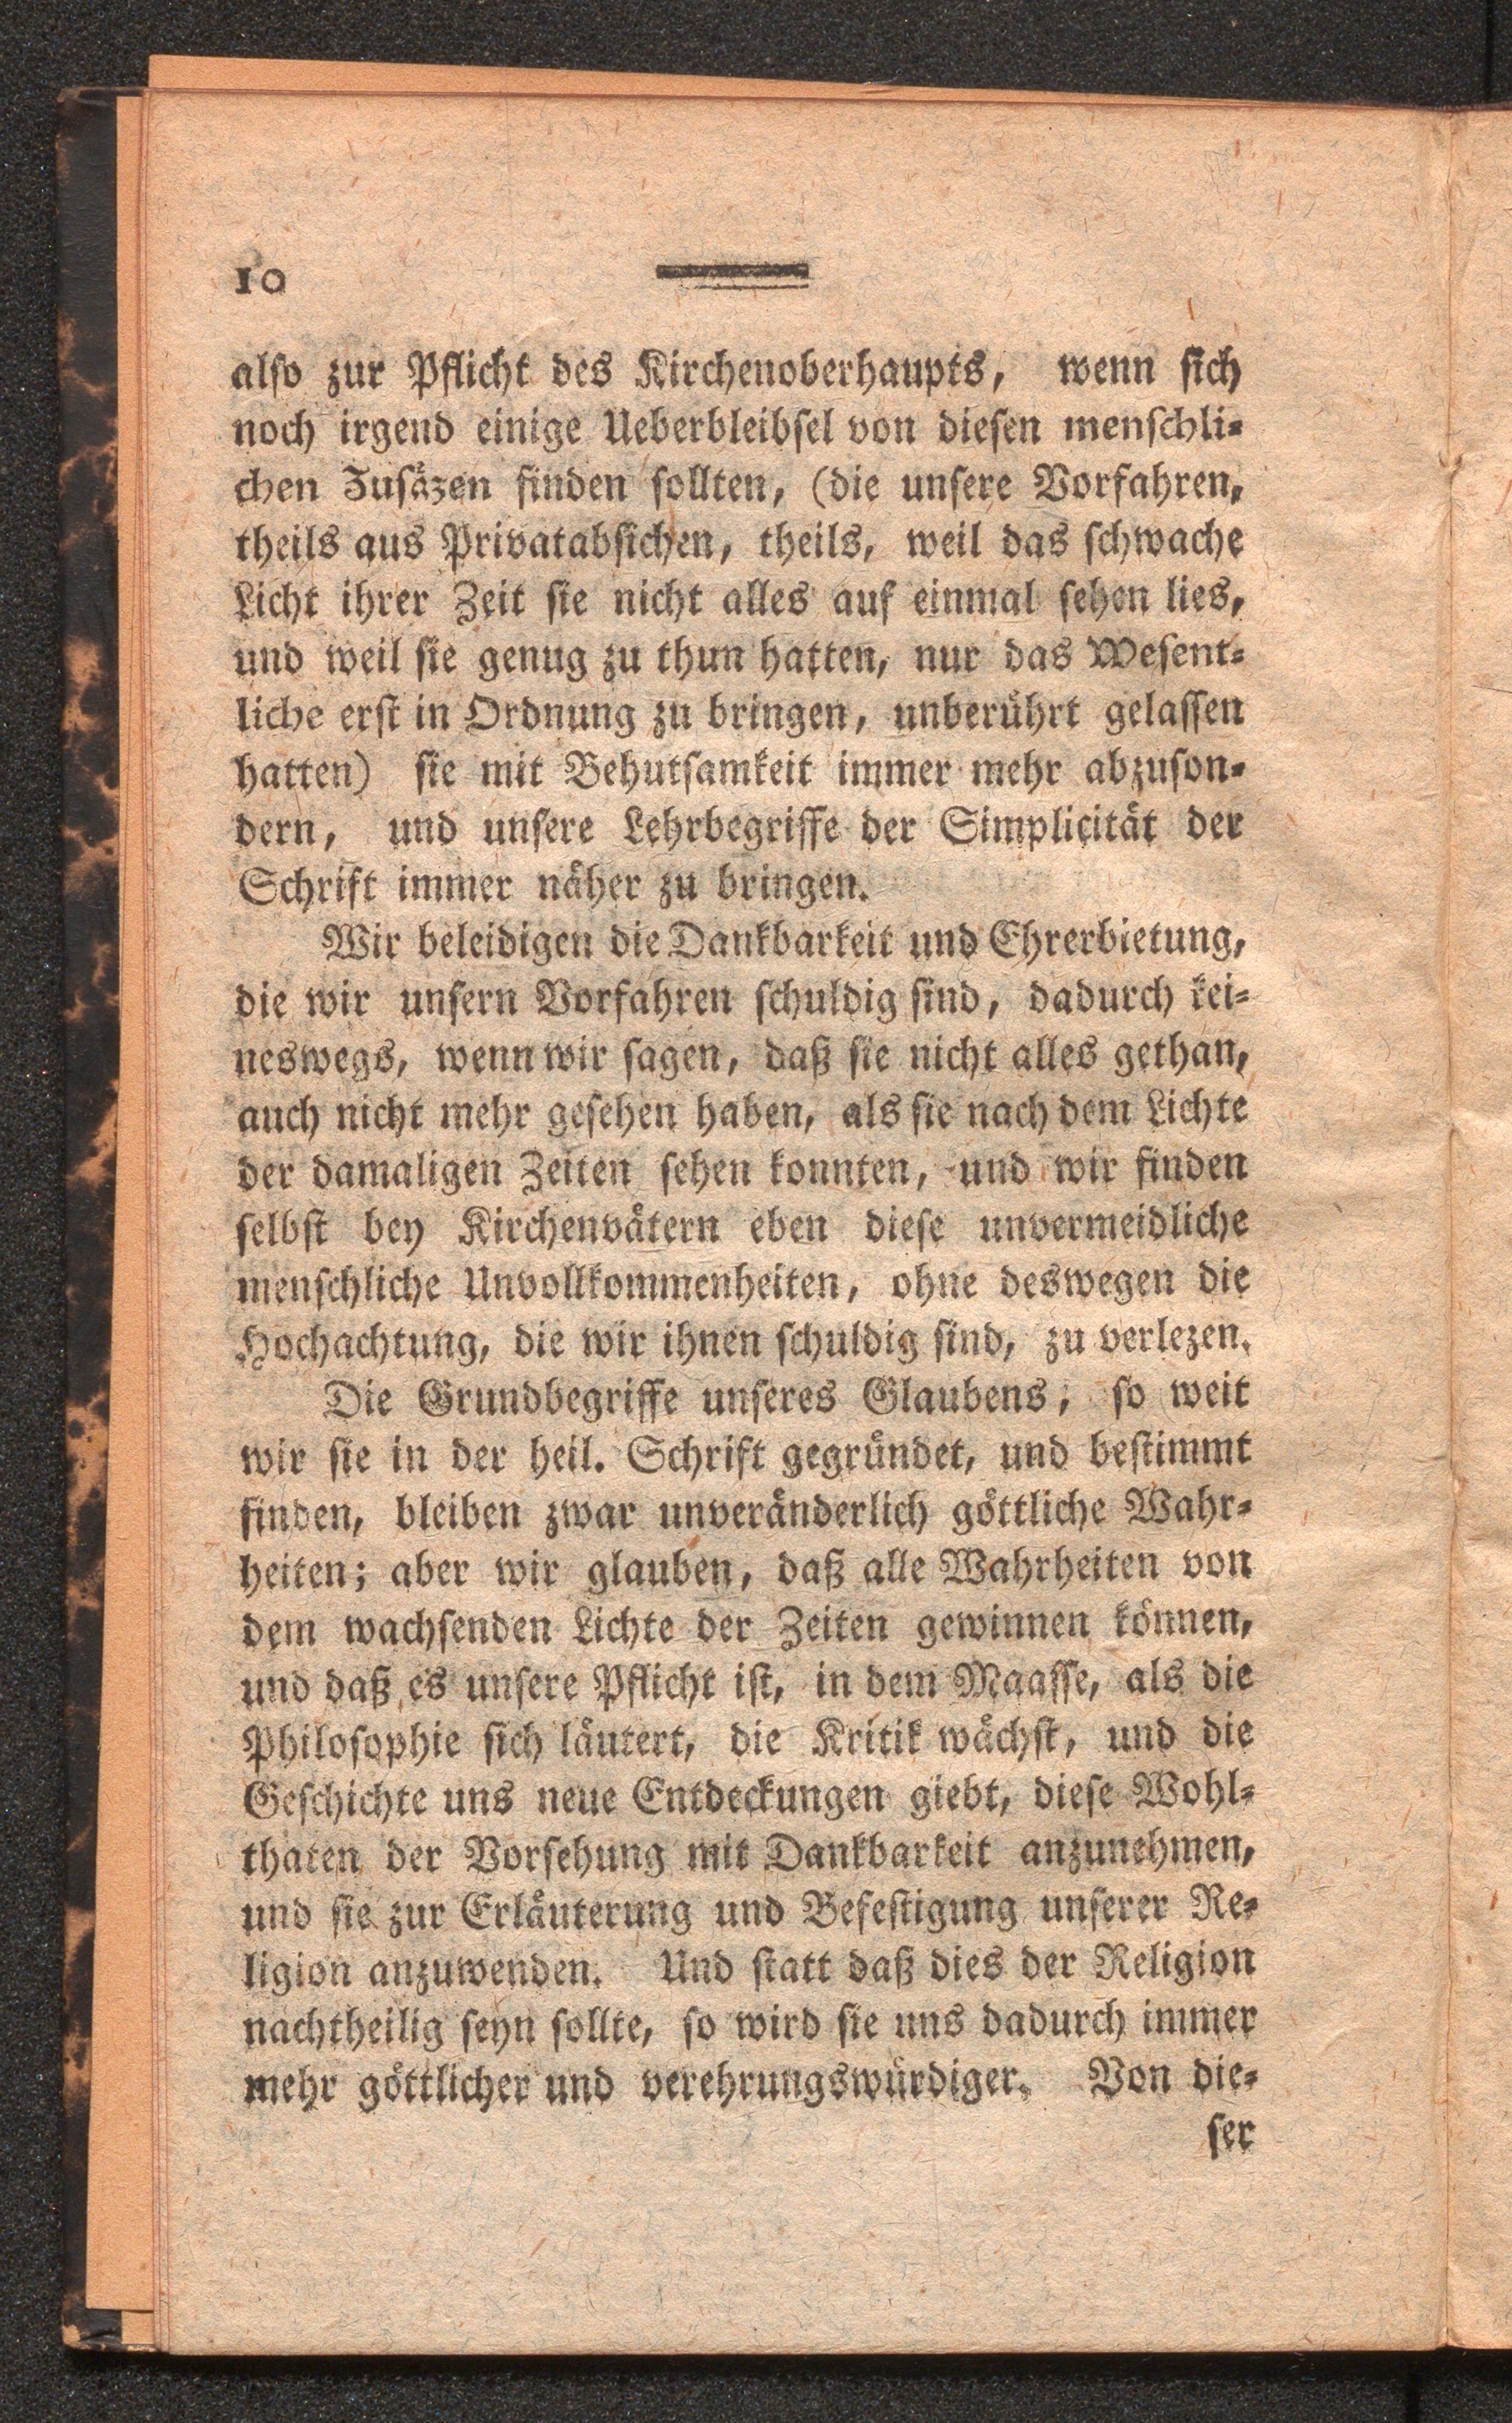 10
also zur Pflicht des Kirchenoberhaupts, wenn sich
noch irgend einige Ueberbleibsel von diesen menschli-
chen Zusäzen finden sollten, (die unsere Vorfahren,
theils aus Privatabsichen, theils, weil das schwache
Licht ihrer Zeit sie nicht alles auf einmal sehen lies,
und weil sie genug zu thun hatten, nur das Wesent-
liche erst in Ordnung zu bringen, unberührt gelassen
hatten) sie mit Behutsamkeit immer mehr abzuson-
dern, und unsere Lehrbegriffe der Simplicität der
Schrift immer näher zu bringen.
Wir beleidigen die Dankbarkeit und Ehrerbietung,
die wir unsern Vorfahren schuldig sind, dadurch kei-
neswegs, wenn wir sagen, daß sie nicht alles gethan,
auch nicht mehr gesehen haben, als sie nach dem Lichte
der damaligen Zeiten sehen konnten, und wir finden
selbst bey Kirchenvätern eben diese unvermeidliche
menschliche Unvollkommenheiten, ohne deswegen die
Hochachtung, die wir ihnen schuldig sind, zu verlezen.
Die Grundbegriffe unseres Glaubens, so weit
wir sie in der heil. Schrift gegründet, und bestimmt
finden, bleiben zwar unveränderlich göttliche Wahr-
heiten; aber wir glauben, daß alle Wahrheiten von
dem wachsenden Lichte der Zeiten gewinnen können,
und daß es unsere Pflicht ist, in dem Maasse, als die
Philosophie sich läutert, die Kritik wächst, und die
Geschichte uns neue Entdeckungen giebt, diese Wohl-
thaten der Vorsehung mit Dankbarkeit anzunehmen,
und sie zur Erläuterung und Befestigung unserer Re-
ligion anzuwenden. Und statt daß dies der Religion
nachtheilig seyn sollte, so wird sie uns dadurch immer
mehr göttlicher und verehrungswürdiger. Von die-
ser